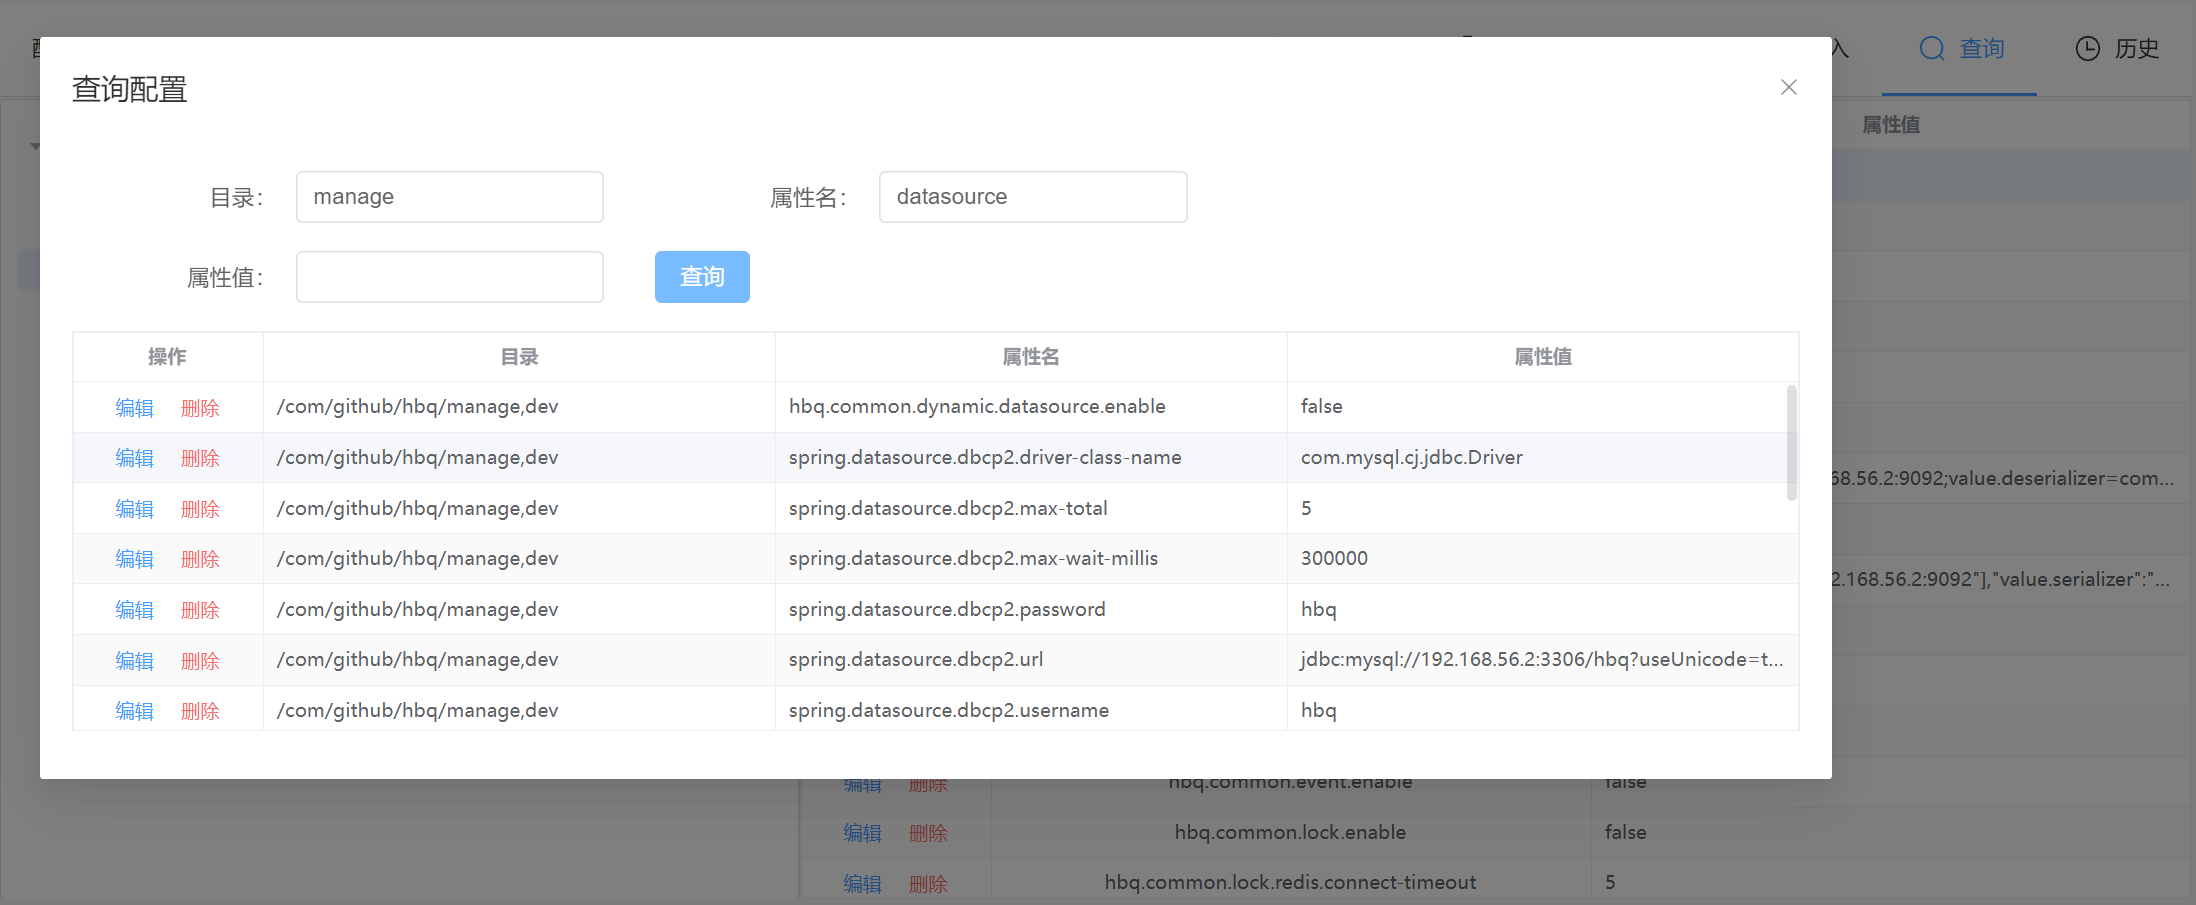 入 查询 历史
查询配置
属性值
目录： manage 属性名： datasource
属性值： 查询
操作 目录 属性名 属性值
编辑 删除 /com/github/hbq/manage,dev hbq.common.dynamic.datasource.enable false
编辑 删除 /com/github/hbq/manage,dev spring.datasource.dbcp2.driver-class-name com.mysql.cj.jdbc.Driver
68.56.2:9092;value.deserializer=com...
编辑 删除 /com/github/hbq/manage,dev spring.datasource.dbcp2.max-total 5
编辑 删除 /com/github/hbq/manage,dev spring.datasource.dbcp2.max-wait-millis 300000
2.168.56.2:9092"],"value.serializer":"...
编辑 删除 /com/github/hbq/manage,dev spring.datasource.dbcp2.password hbq
编辑 删除 /com/github/hbq/manage,dev spring.datasource.dbcp2.url jdbc:mysql://192.168.56.2:3306/hbq?useUnicode=t...
编辑 删除 /com/github/hbq/manage,dev spring.datasource.dbcp2.username hbq
编辑 删除 hbq.common.event.enable false
编辑 删除 hbq.common.lock.enable false
编辑 删除 hbq.common.lock.redis.connect-timeout 5